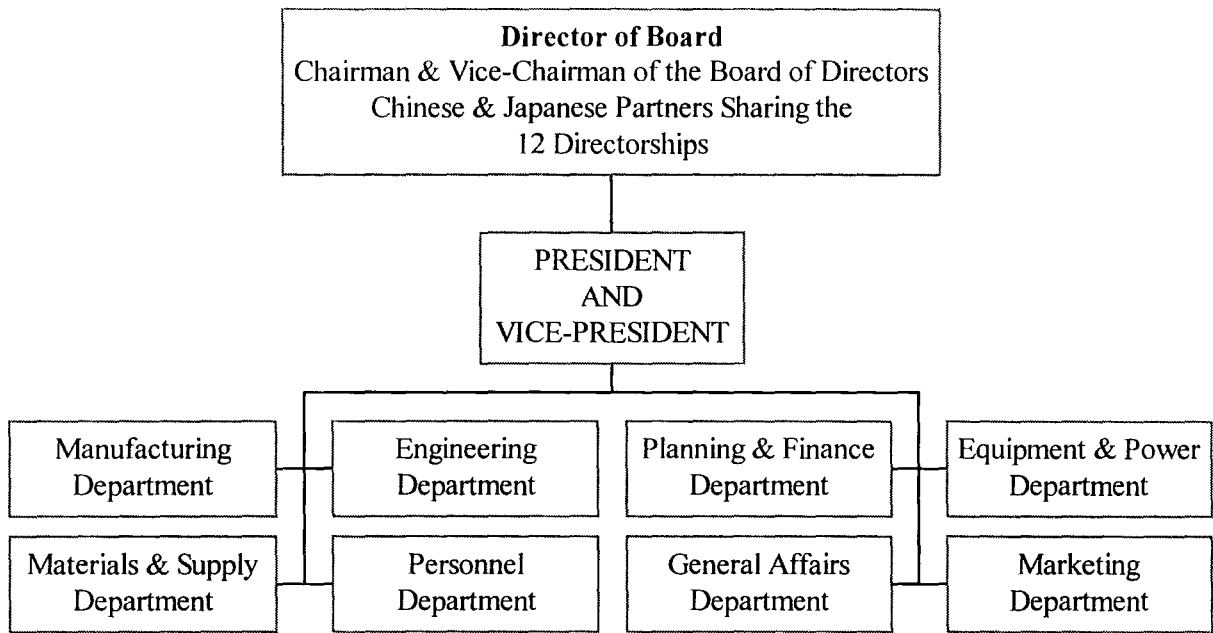 Director of Board
Chairman & Vice-Chairman of the Board of Directors
Chinese & Japanese Partners Sharing the
12 Directorships
PRESIDENT
AND
VICE-PRESIDENT
Manufacturing
Department
Engineering
Department
Planning & Finance
Department
Equipment & Power
Department
Materials & Supply
Department
Personnel
Department
General Affairs
Department
Marketing
Department